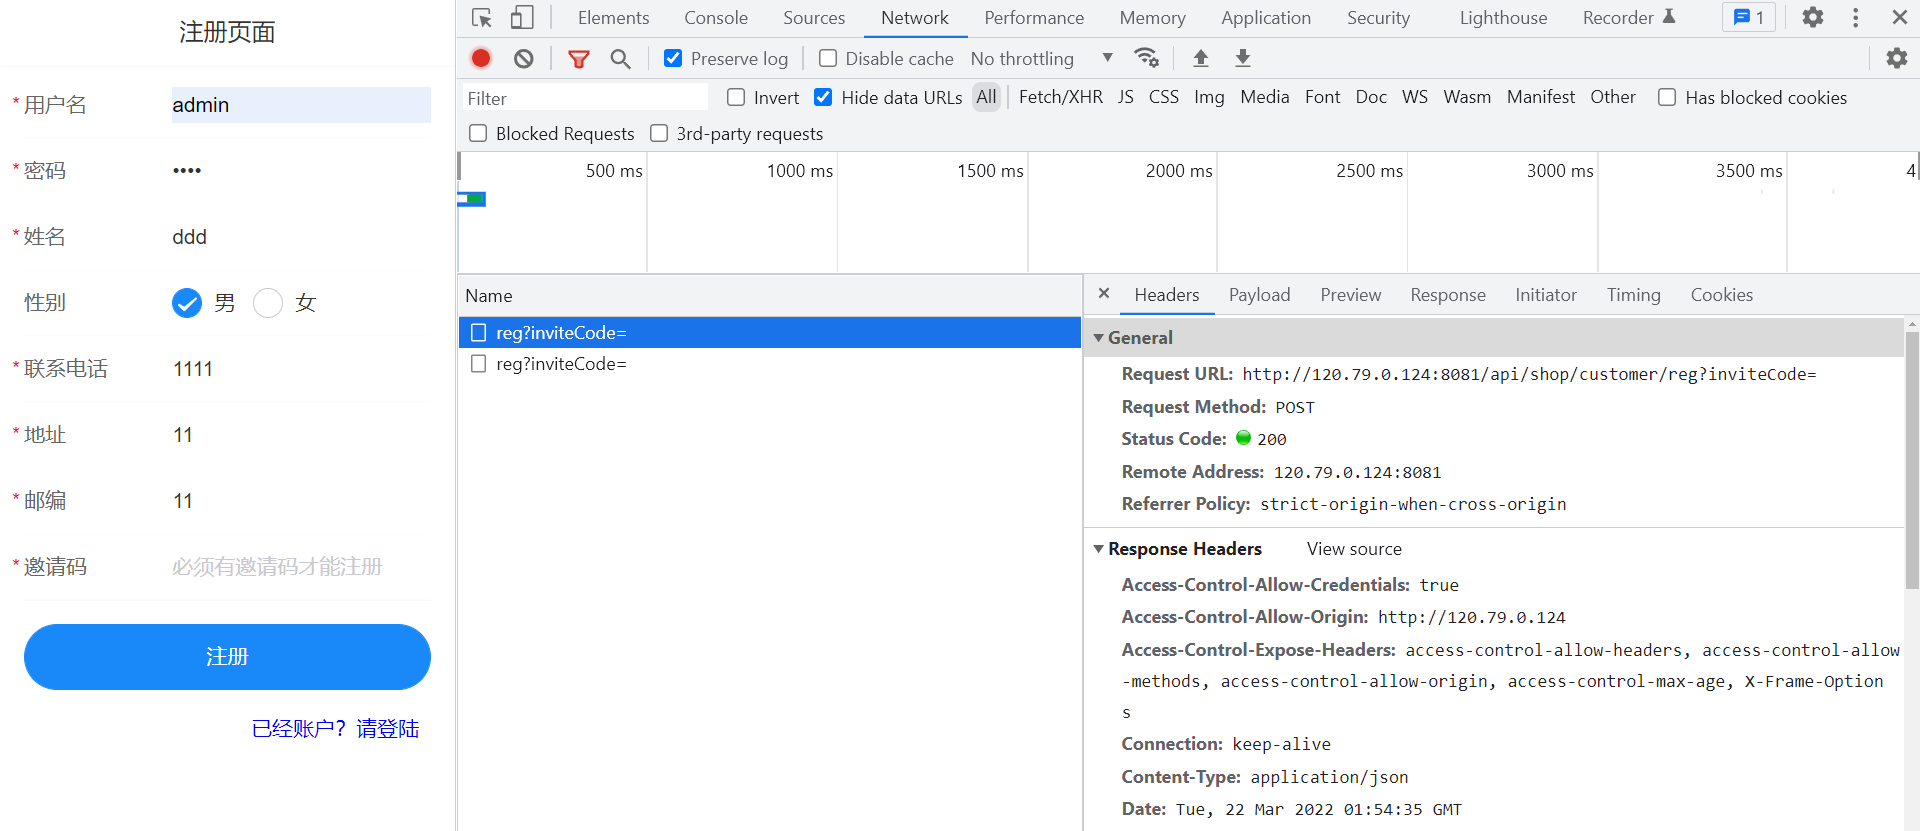 注册页面
* 用户名 admin
* 密码 ••••
* 姓名 ddd
性别 男 女
* 联系电话 1111
* 地址 11
* 邮编 11
* 邀请码 必须有邀请码才能注册
注册
已经账户？请登陆
Elements Console Sources Network Performance Memory Application Security Lighthouse Recorder 1
Preserve log Disable cache No throttling
Filter Invert Hide data URLs All Fetch/XHR JS CSS Img Media Font Doc WS Wasm Manifest Other Has blocked cookies
Blocked Requests 3rd-party requests
500 ms 1000 ms 1500 ms 2000 ms 2500 ms 3000 ms 3500 ms 4
Name
reg?inviteCode=
reg?inviteCode=
Headers Payload Preview Response Initiator Timing Cookies
General
Request URL: http://120.79.0.124:8081/api/shop/customer/reg?inviteCode=
Request Method: POST
Status Code: 200
Remote Address: 120.79.0.124:8081
Referrer Policy: strict-origin-when-cross-origin
Response Headers View source
Access-Control-Allow-Credentials: true
Access-Control-Allow-Origin: http://120.79.0.124
Access-Control-Expose-Headers: access-control-allow-headers, access-control-allow
-methods, access-control-allow-origin, access-control-max-age, X-Frame-Option
s
Connection: keep-alive
Content-Type: application/json
Date: Tue, 22 Mar 2022 01:54:35 GMT